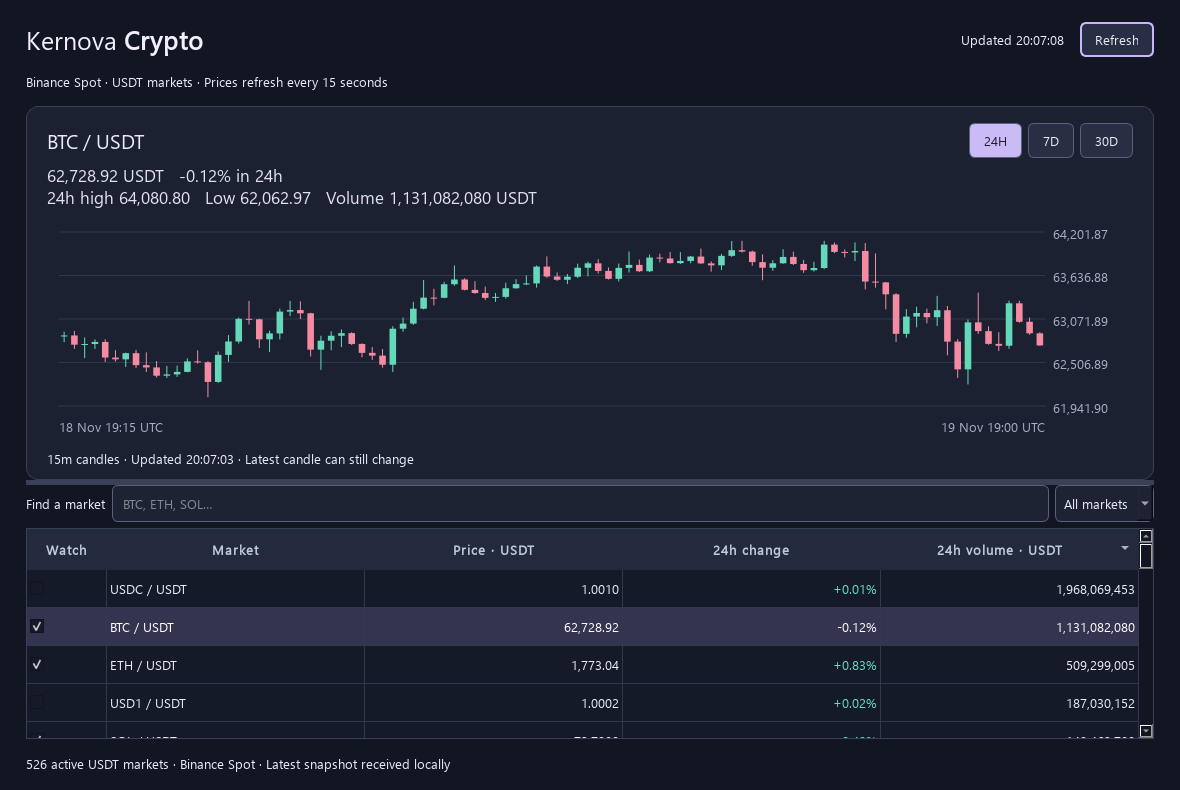 Kernova Crypto
Updated 20:07:08
Refresh
Binance Spot · USDT markets · Prices refresh every 15 seconds
BTC / USDT
24H
7D
30D
62,728.92 USDT -0.12% in 24h
24h high 64,080.80 Low 62,062.97 Volume 1,131,082,080 USDT
64,201.87
63,636.88
63,071.89
62,506.89
61,941.90
18 Nov 19:15 UTC
19 Nov 19:00 UTC
15m candles · Updated 20:07:03 · Latest candle can still change
Find a market
BTC, ETH, SOL...
All markets
Watch Market Price · USDT 24h change 24h volume · USDT
USDC / USDT 1.0010 +0.01% 1,968,069,453
BTC / USDT 62,728.92 -0.12% 1,131,082,080
ETH / USDT 1,773.04 +0.83% 509,299,005
USD1 / USDT 1.0002 +0.02% 187,030,152
526 active USDT markets · Binance Spot · Latest snapshot received locally